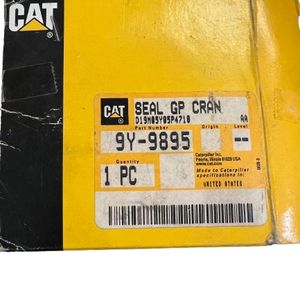 CAT
CAT
SEAL GP CRAN
D19M05Y05P4710 AA
Part Number Origin Level
9Y-9895
Quantity
1 PC
Caterpillar Inc.
Peoria, Illinois 61629 USA
www.cat.com
Made to Caterpillar
specifications in:
UNITED STATES